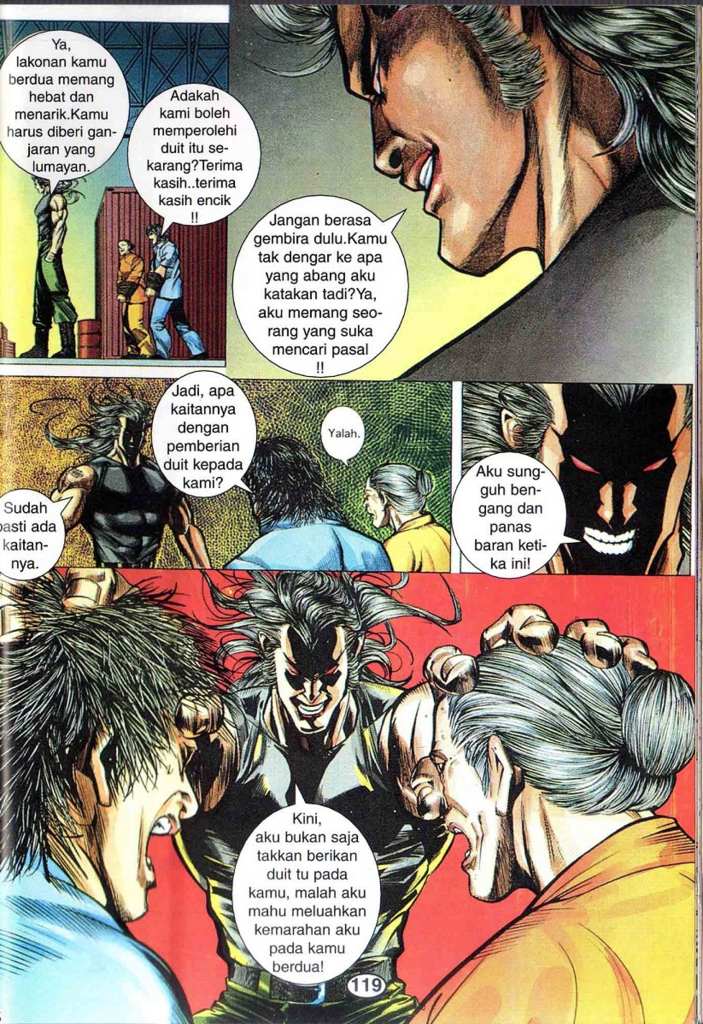 Ya,
lakonan kamu
berdua memang
hebat dan
menarik.Kamu
harus diberi gan-
jaran yang
lumayan.
Adakah
kami boleh
memperolehi
duit itu se-
karang?Terima
kasih..terima
kasih encik
!!
Jangan berasa
gembira dulu.Kamu
tak dengar ke apa
yang abang aku
katakan tadi?Ya,
aku memang seo-
rang yang suka
mencari pasal
!!
Sudah
pasti ada
kaitan-
nya.
Jadi, apa
kaitannya
dengan
pemberian
duit kepada
kami?
Yalah.
Aku sung-
guh ben-
gang dan
panas
baran keti-
ka ini!
Kini,
aku bukan saja
takkan berikan
duit tu pada
kamu, malah aku
mahu meluahkan
kemarahan aku
pada kamu
berdua!
119